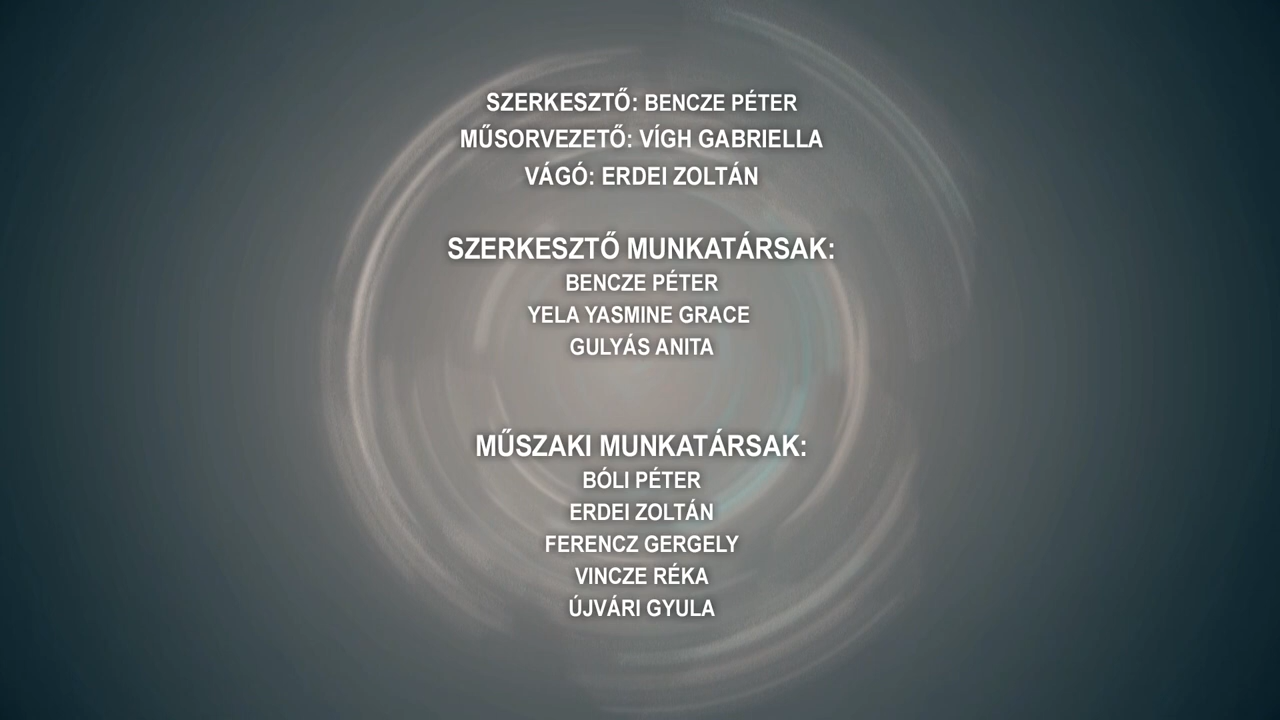 SZERKESZTŐ: BENCZE PÉTER
MŰSORVEZETŐ: VÍGH GABRIELLA
VÁGÓ: ERDEI ZOLTÁN
SZERKESZTŐ MUNKATÁRSAK:
BENCZE PÉTER
YELA YASMINE GRACE
GULYÁS ANITA
MŰSZAKI MUNKATÁRSAK:
BÓLI PÉTER
ERDEI ZOLTÁN
FERENCZ GERGELY
VINCZE RÉKA
ÚJVÁRI GYULA